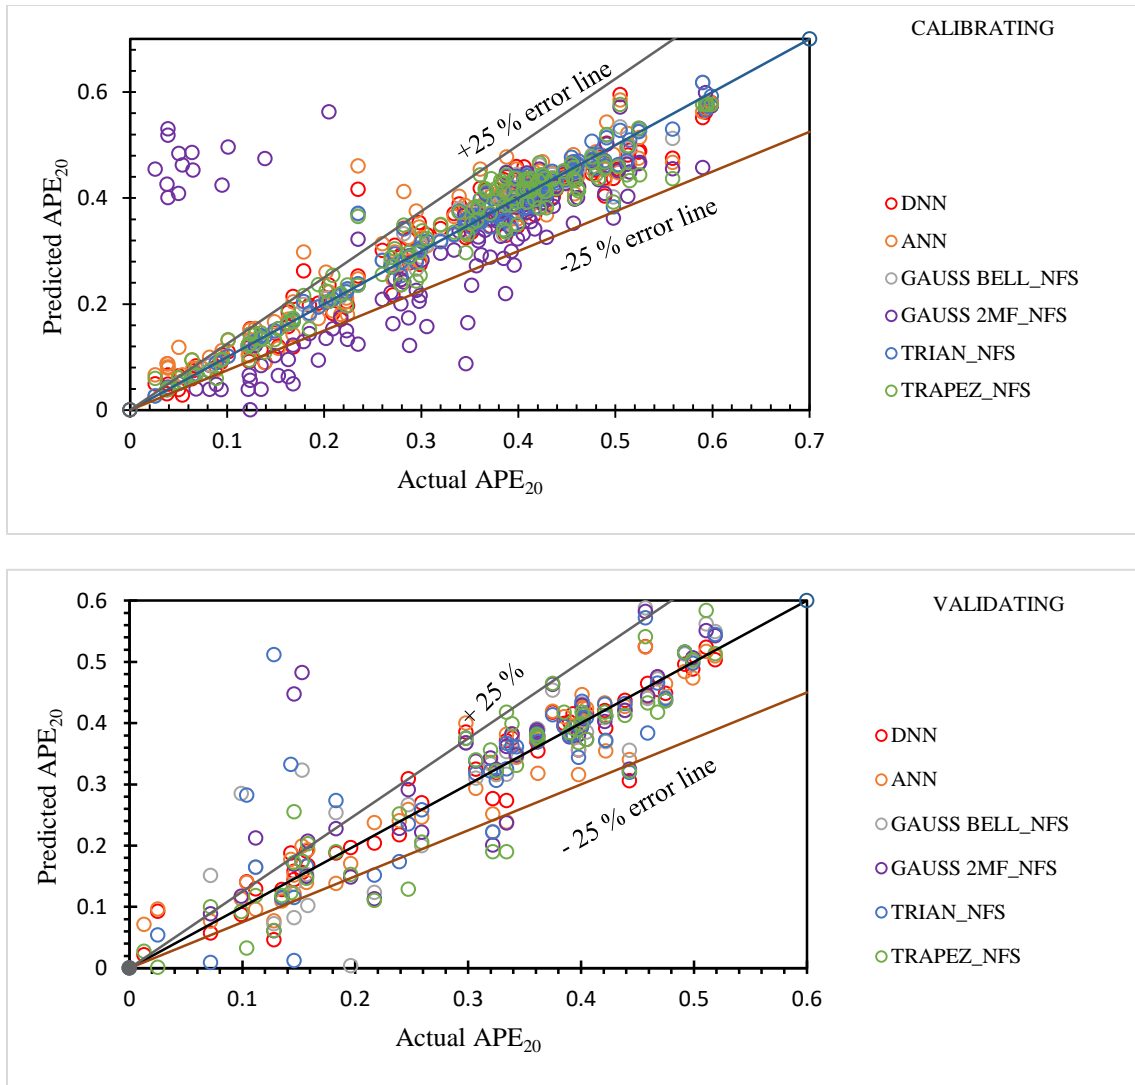 CALIBRATING
+25 % error line
-25 % error line
Predicted APE20
0.6
0.4
0.2
0
0 0.1 0.2 0.3 0.4 0.5 0.6 0.7
Actual APE20
DNN
ANN
GAUSS BELL_NFS
GAUSS 2MF_NFS
TRIAN_NFS
TRAPEZ_NFS
VALIDATING
+ 25 %
- 25 % error line
Predicted APE20
0.6
0.5
0.4
0.3
0.2
0.1
0
0 0.1 0.2 0.3 0.4 0.5 0.6
Actual APE20
DNN
ANN
GAUSS BELL_NFS
GAUSS 2MF_NFS
TRIAN_NFS
TRAPEZ_NFS